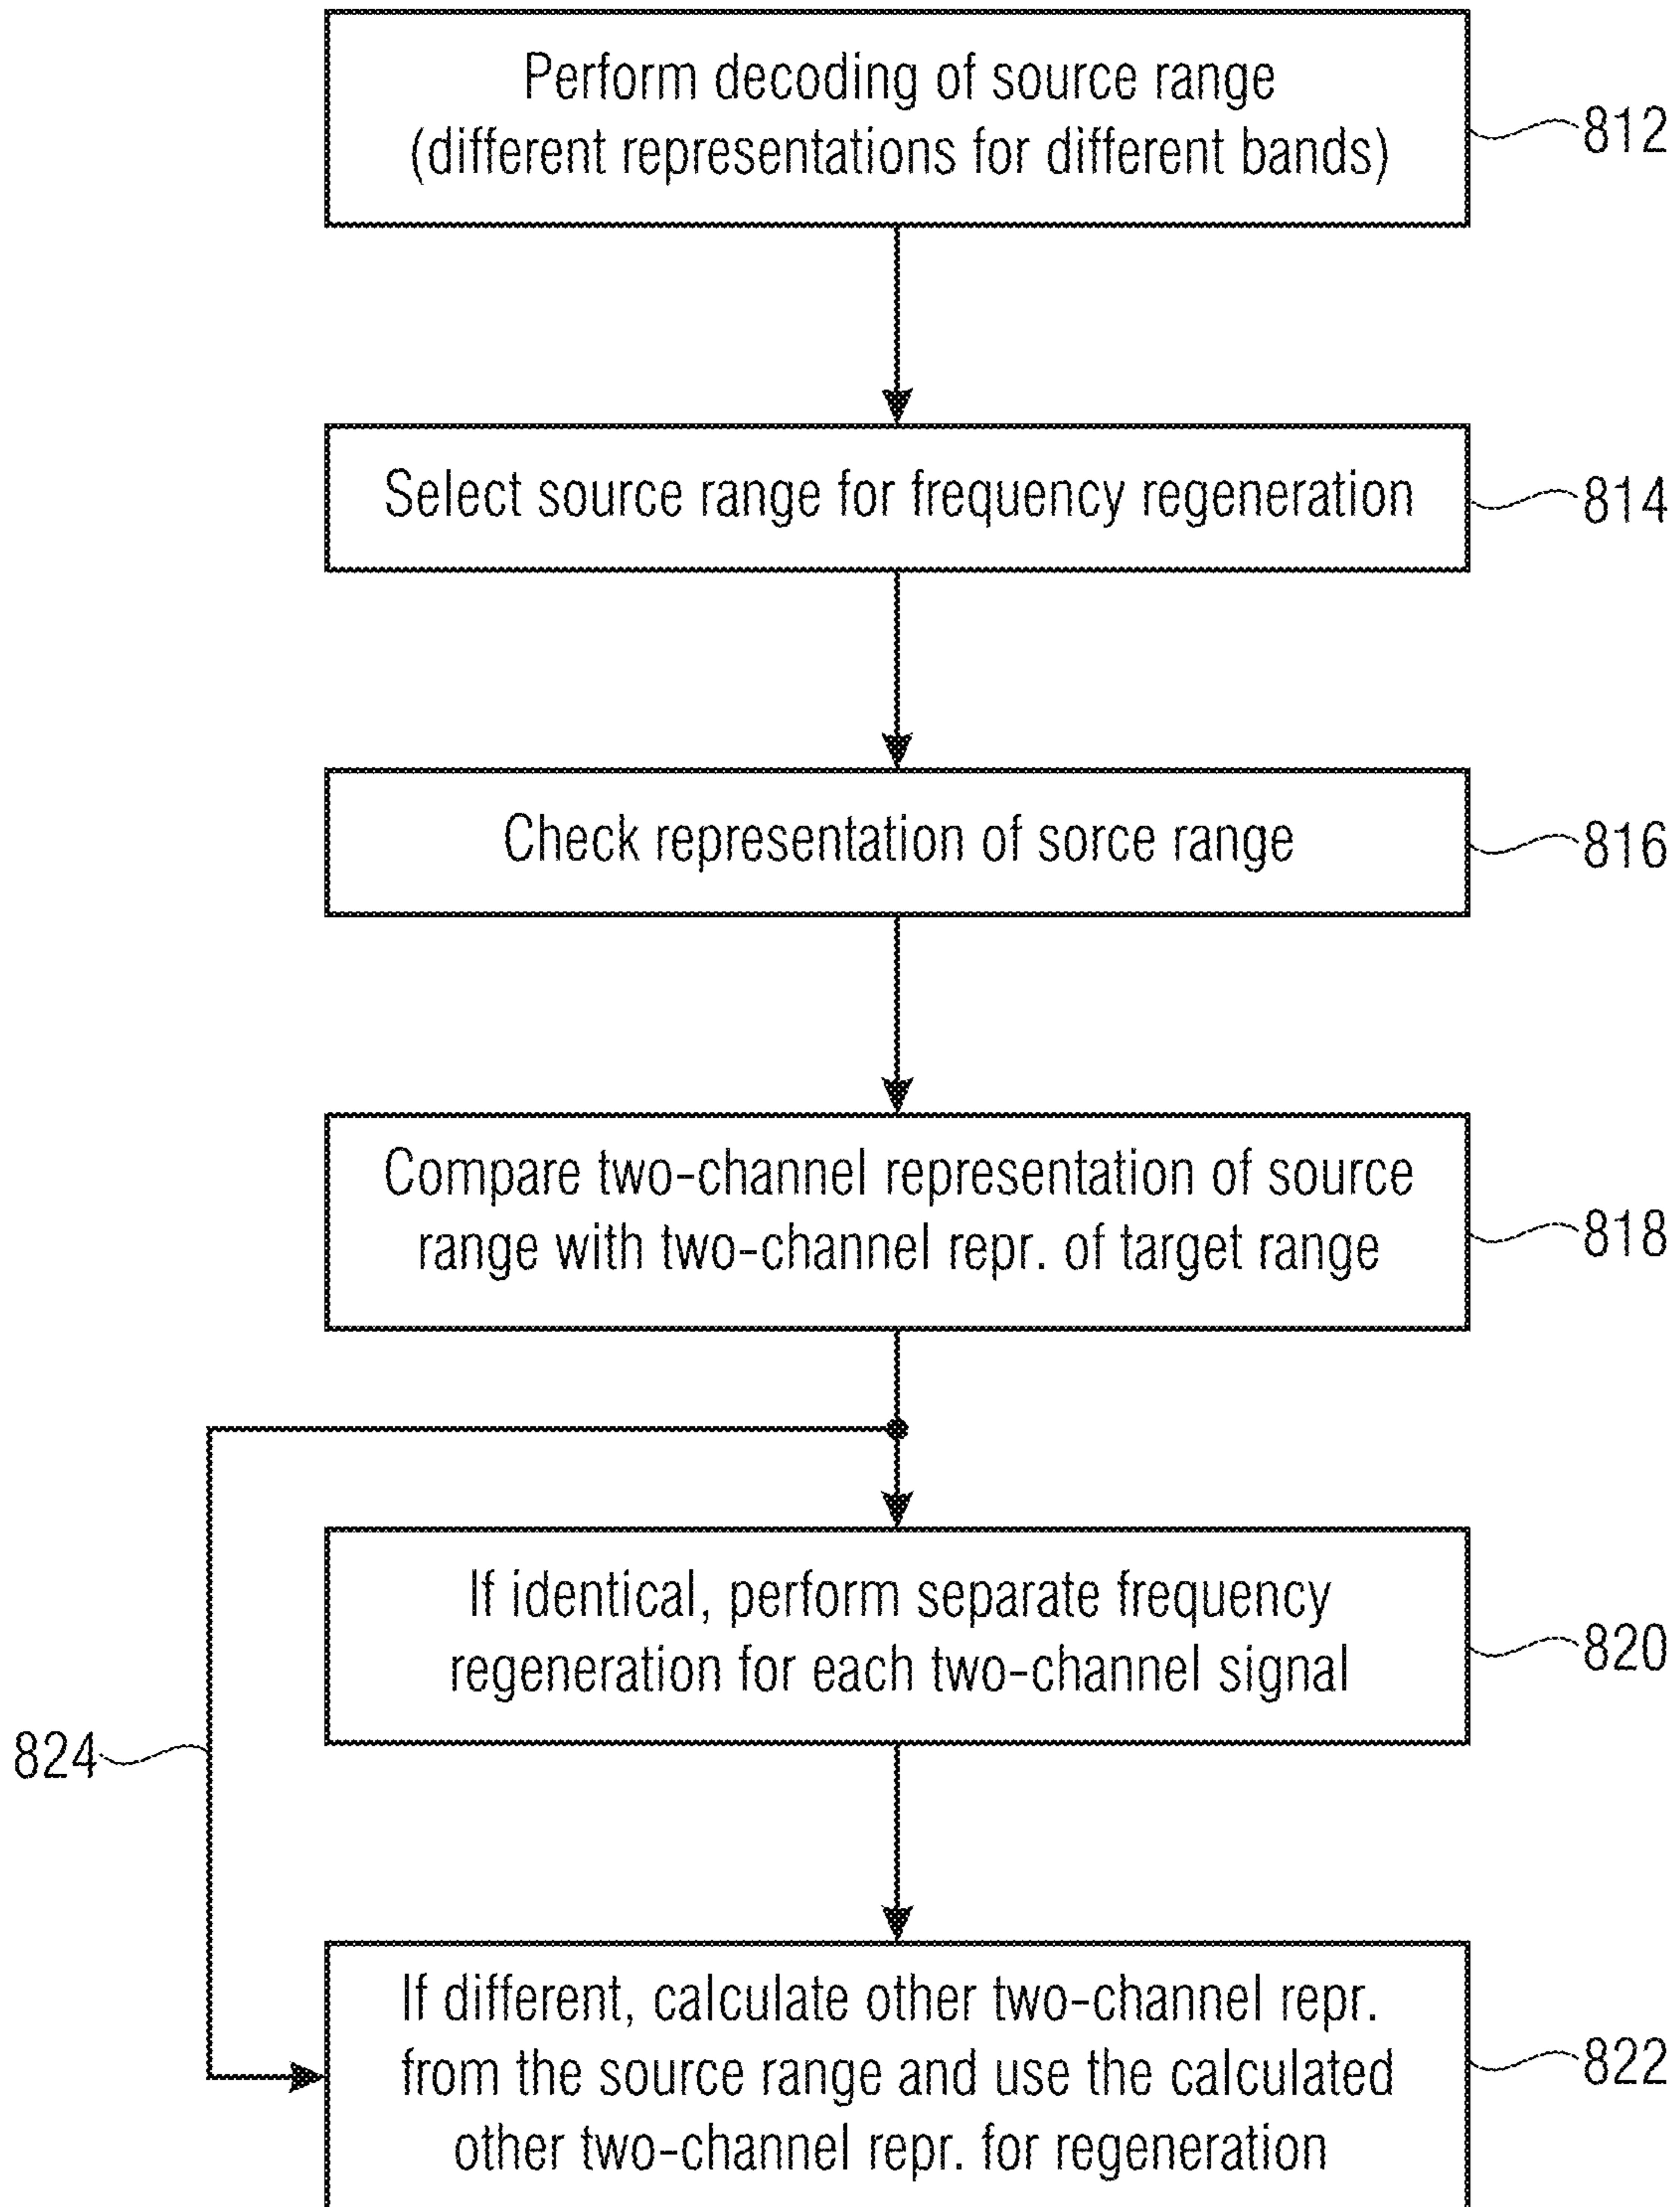 Perform decoding of source range
(different representations for different bands)
812
Select source range for frequency regeneration
814
Check representation of sorce range
816
Compare two-channel representation of source
range with two-channel repr. of target range
818
If identical, perform separate frequency
regeneration for each two-channel signal
820
824
If different, calculate other two-channel repr.
from the source range and use the calculated
other two-channel repr. for regeneration
822